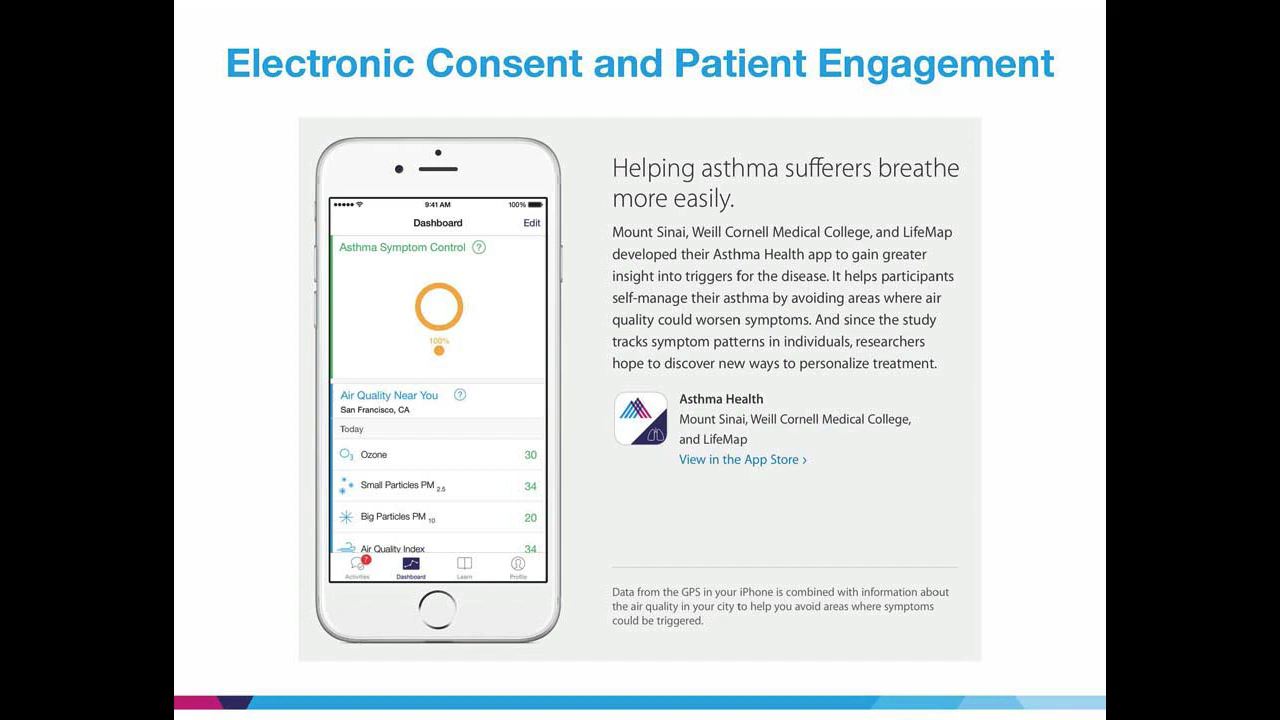 Electronic Consent and Patient Engagement
9:41 AM
100%
Dashboard
Edit
Asthma Symptom Control ?
100%
Air Quality Near You ?
San Francisco, CA
Today
O3 Ozone 30
Small Particles PM 2.5 34
Big Particles PM 10 20
Air Quality Index 34
7
Activities
Dashboard
Learn
Profile
Helping asthma sufferers breathe
more easily.
Mount Sinai, Weill Cornell Medical College, and LifeMap
developed their Asthma Health app to gain greater
insight into triggers for the disease. It helps participants
self-manage their asthma by avoiding areas where air
quality could worsen symptoms. And since the study
tracks symptom patterns in individuals, researchers
hope to discover new ways to personalize treatment.
Asthma Health
Mount Sinai, Weill Cornell Medical College,
and LifeMap
View in the App Store ›
Data from the GPS in your iPhone is combined with information about
the air quality in your city to help you avoid areas where symptoms
could be triggered.